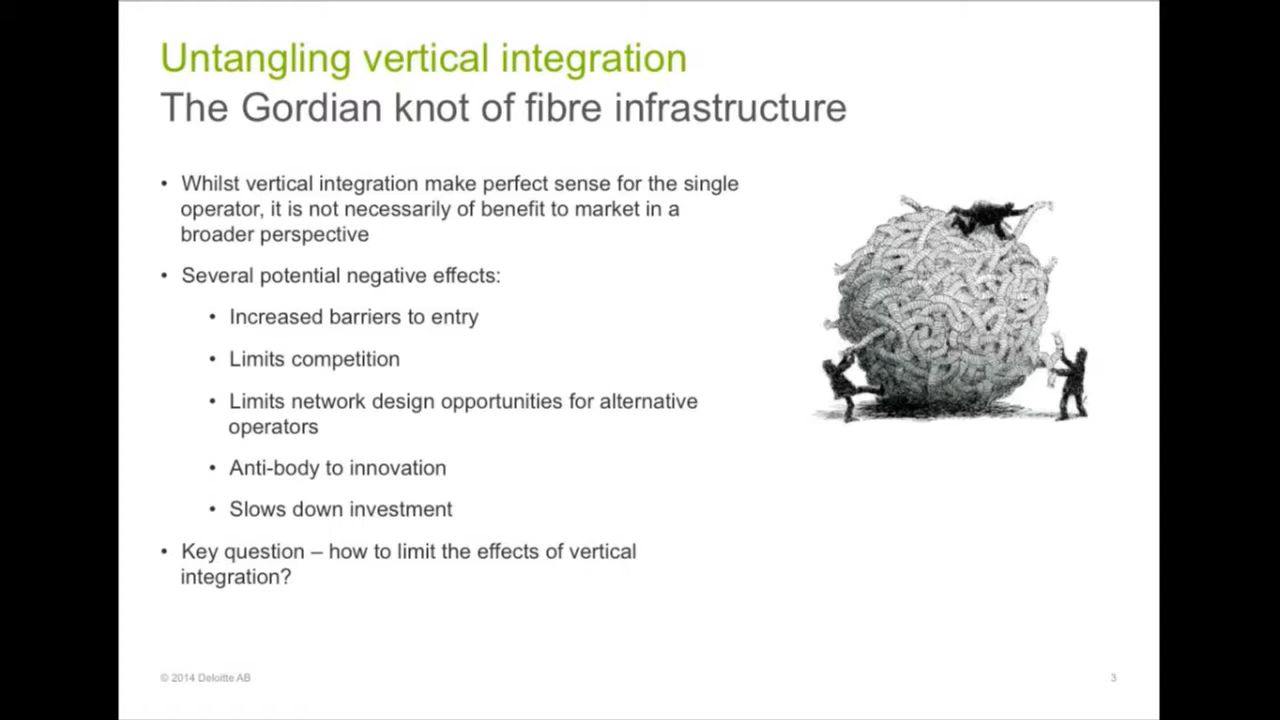 Untangling vertical integration
The Gordian knot of fibre infrastructure
• Whilst vertical integration make perfect sense for the single
operator, it is not necessarily of benefit to market in a
broader perspective
• Several potential negative effects:
• Increased barriers to entry
• Limits competition
• Limits network design opportunities for alternative
operators
• Anti-body to innovation
• Slows down investment
• Key question – how to limit the effects of vertical
integration?
© 2014 Deloitte AB
3